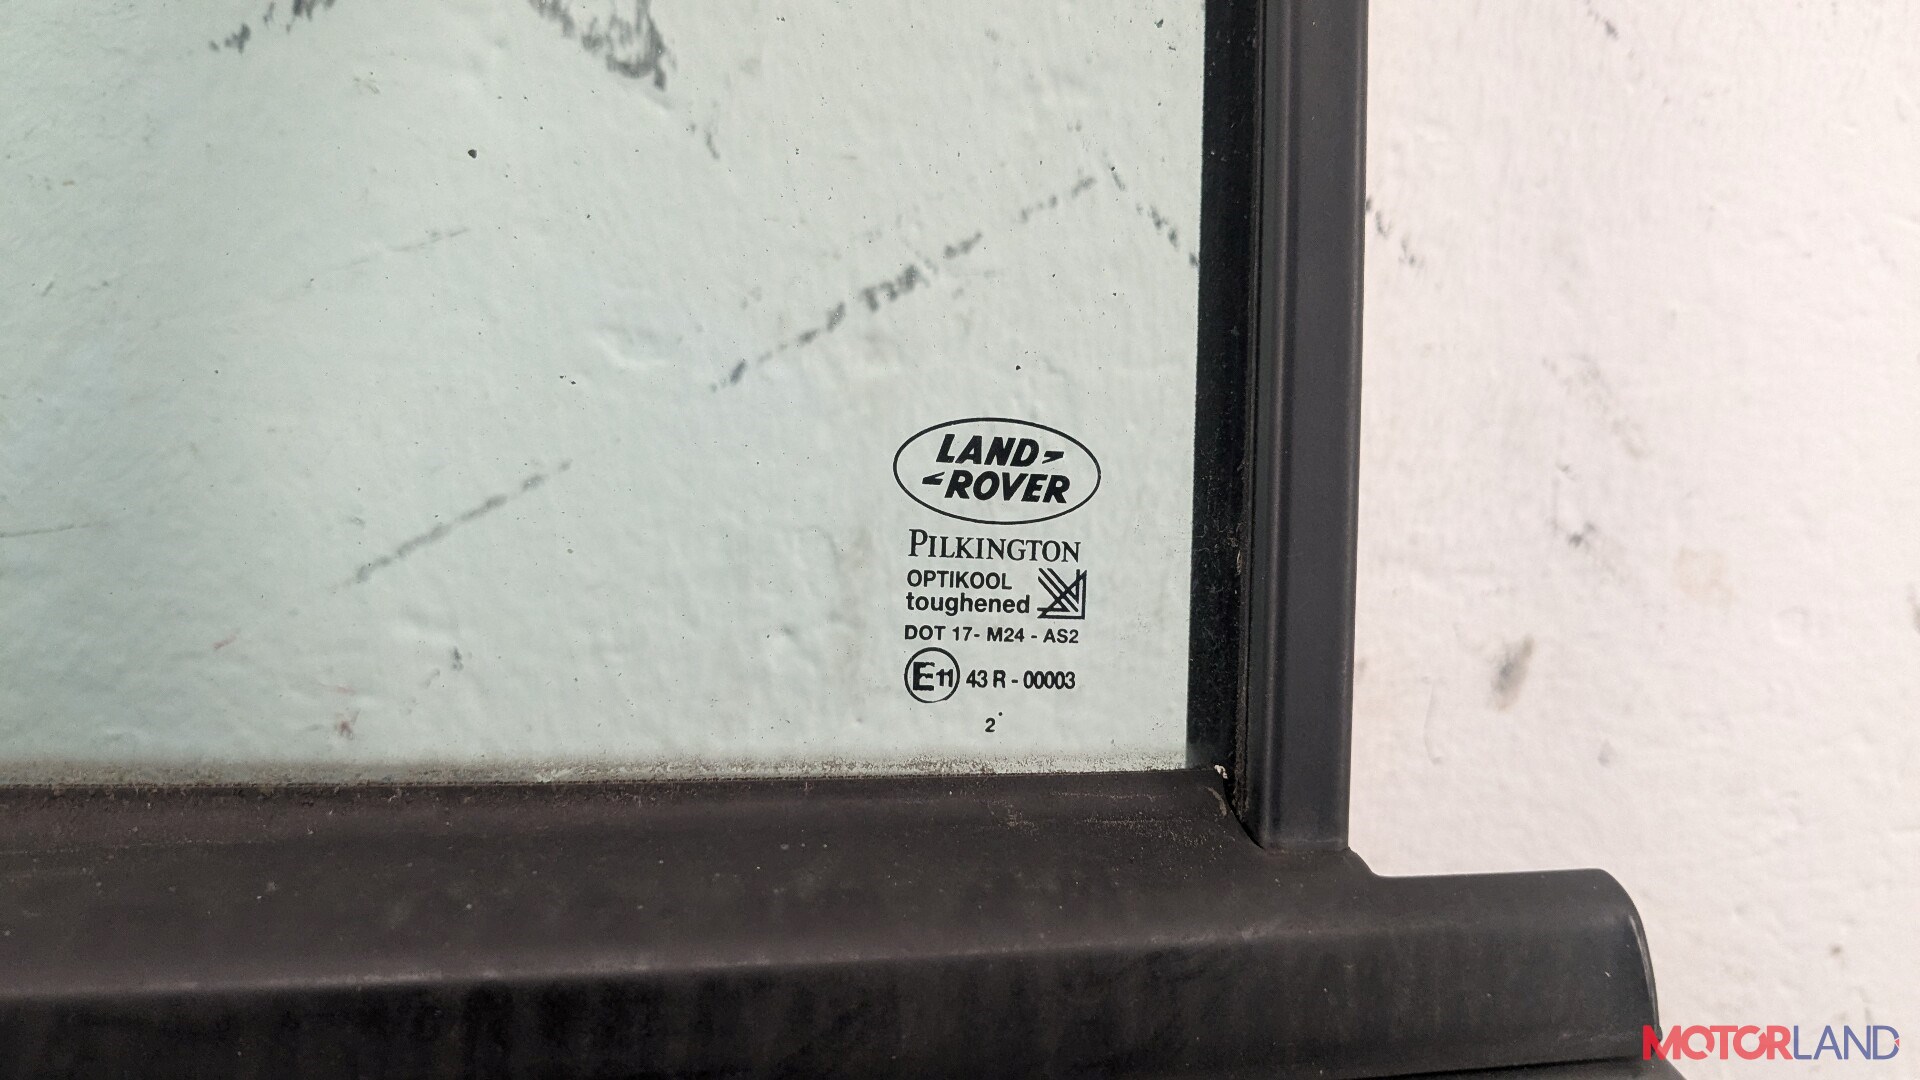 LAND
ROVER
PILKINGTON
OPTIKOOL
toughened
DOT 17- M24 - AS2
E11 43 R - 00003
2
MOTORLAND